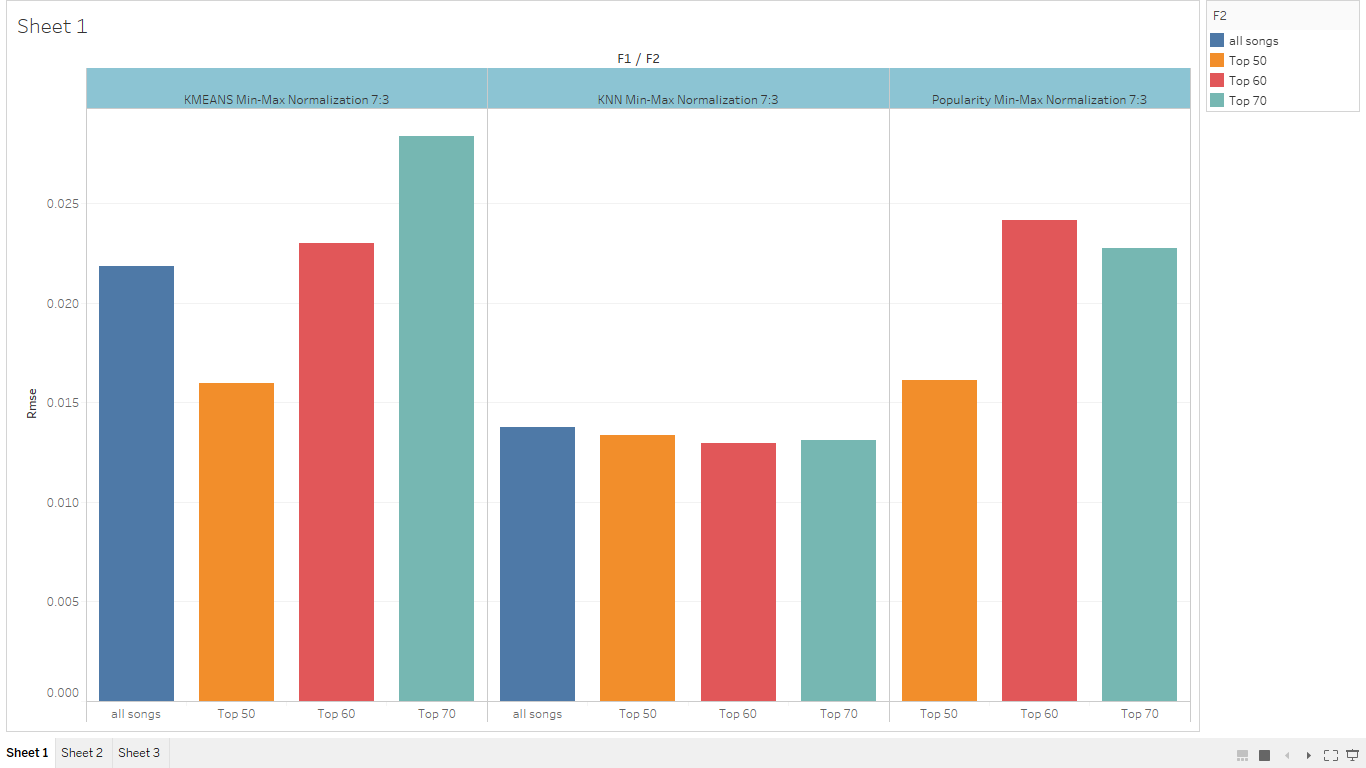 Sheet 1
F1 / F2
KMEANS Min-Max Normalization 7:3
KNN Min-Max Normalization 7:3
Popularity Min-Max Normalization 7:3
0.025
0.020
0.015
0.010
0.005
0.000
Rmse
all songs
Top 50
Top 60
Top 70
all songs
Top 50
Top 60
Top 70
Top 50
Top 60
Top 70
F2
all songs
Top 50
Top 60
Top 70
Sheet 1
Sheet 2
Sheet 3